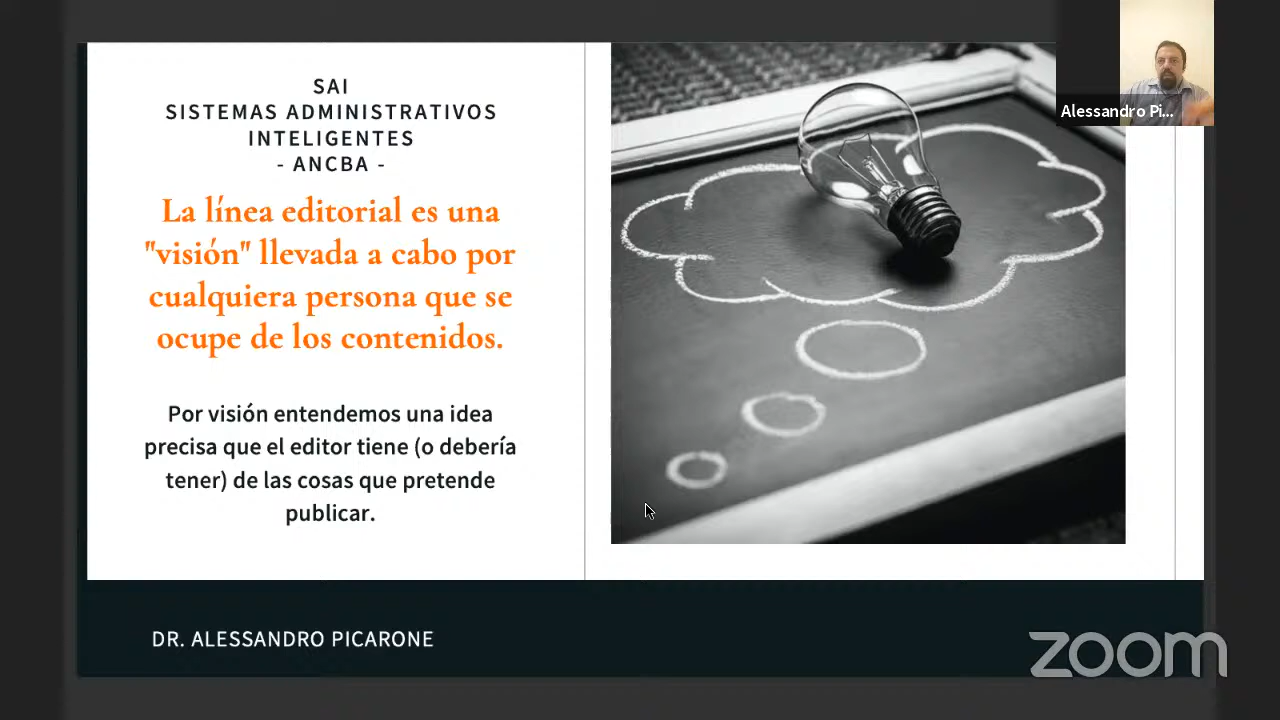 SAI
SISTEMAS ADMINISTRATIVOS
INTELIGENTES
- ANCBA -
La línea editorial es una
"visión" llevada a cabo por
cualquiera persona que se
ocupe de los contenidos.
Por visión entendemos una idea
precisa que el editor tiene (o debería
tener) de las cosas que pretende
publicar.
Alessandro Pi...
DR. ALESSANDRO PICARONE
zoom